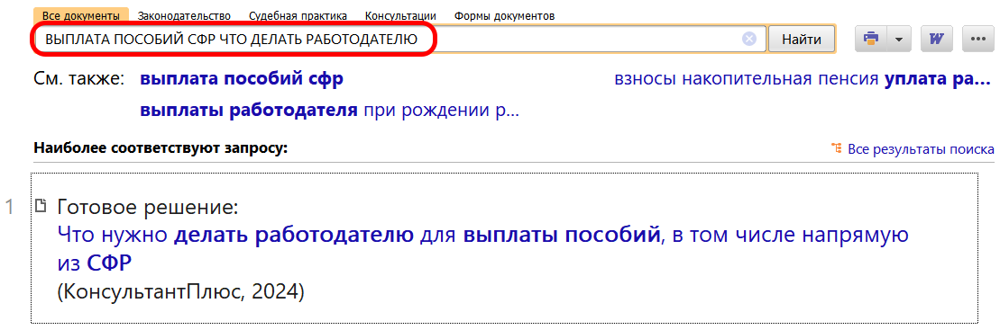 Все документы Законодательство Судебная практика Консультации Формы документов
ВЫПЛАТА ПОСОБИЙ СФР ЧТО ДЕЛАТЬ РАБОТОДАТЕЛЮ Найти W
См. также: выплата пособий сфр взносы накопительная пенсия уплата ра...
выплаты работодателя при рождении р...
Наиболее соответствуют запросу: Все результаты поиска
1 Готовое решение:
Что нужно делать работодателю для выплаты пособий, в том числе напрямую
из СФР
(КонсультантПлюс, 2024)